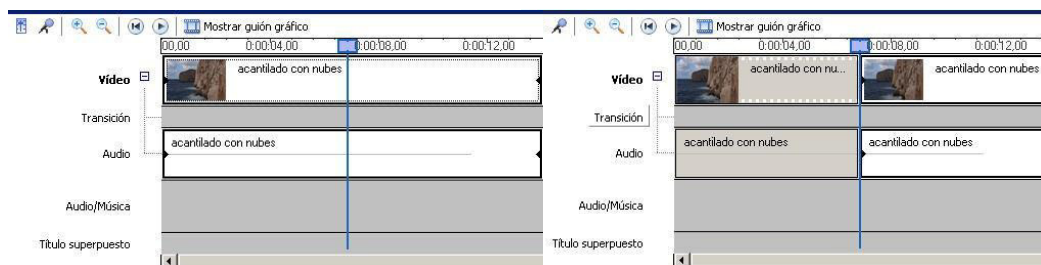 Mostrar guión gráfico
00,00 0:00:04,00 0:00:08,00 0:00:12,00
Vídeo
acantilado con nubes
Transición
Audio
acantilado con nubes
Audio/Música
Título superpuesto
Mostrar guión gráfico
00,00 0:00:04,00 0:00:08,00 0:00:12,00
Vídeo
acantilado con nu... acantilado con nubes
Transición
Audio
acantilado con nubes acantilado con nubes
Audio/Música
Título superpuesto